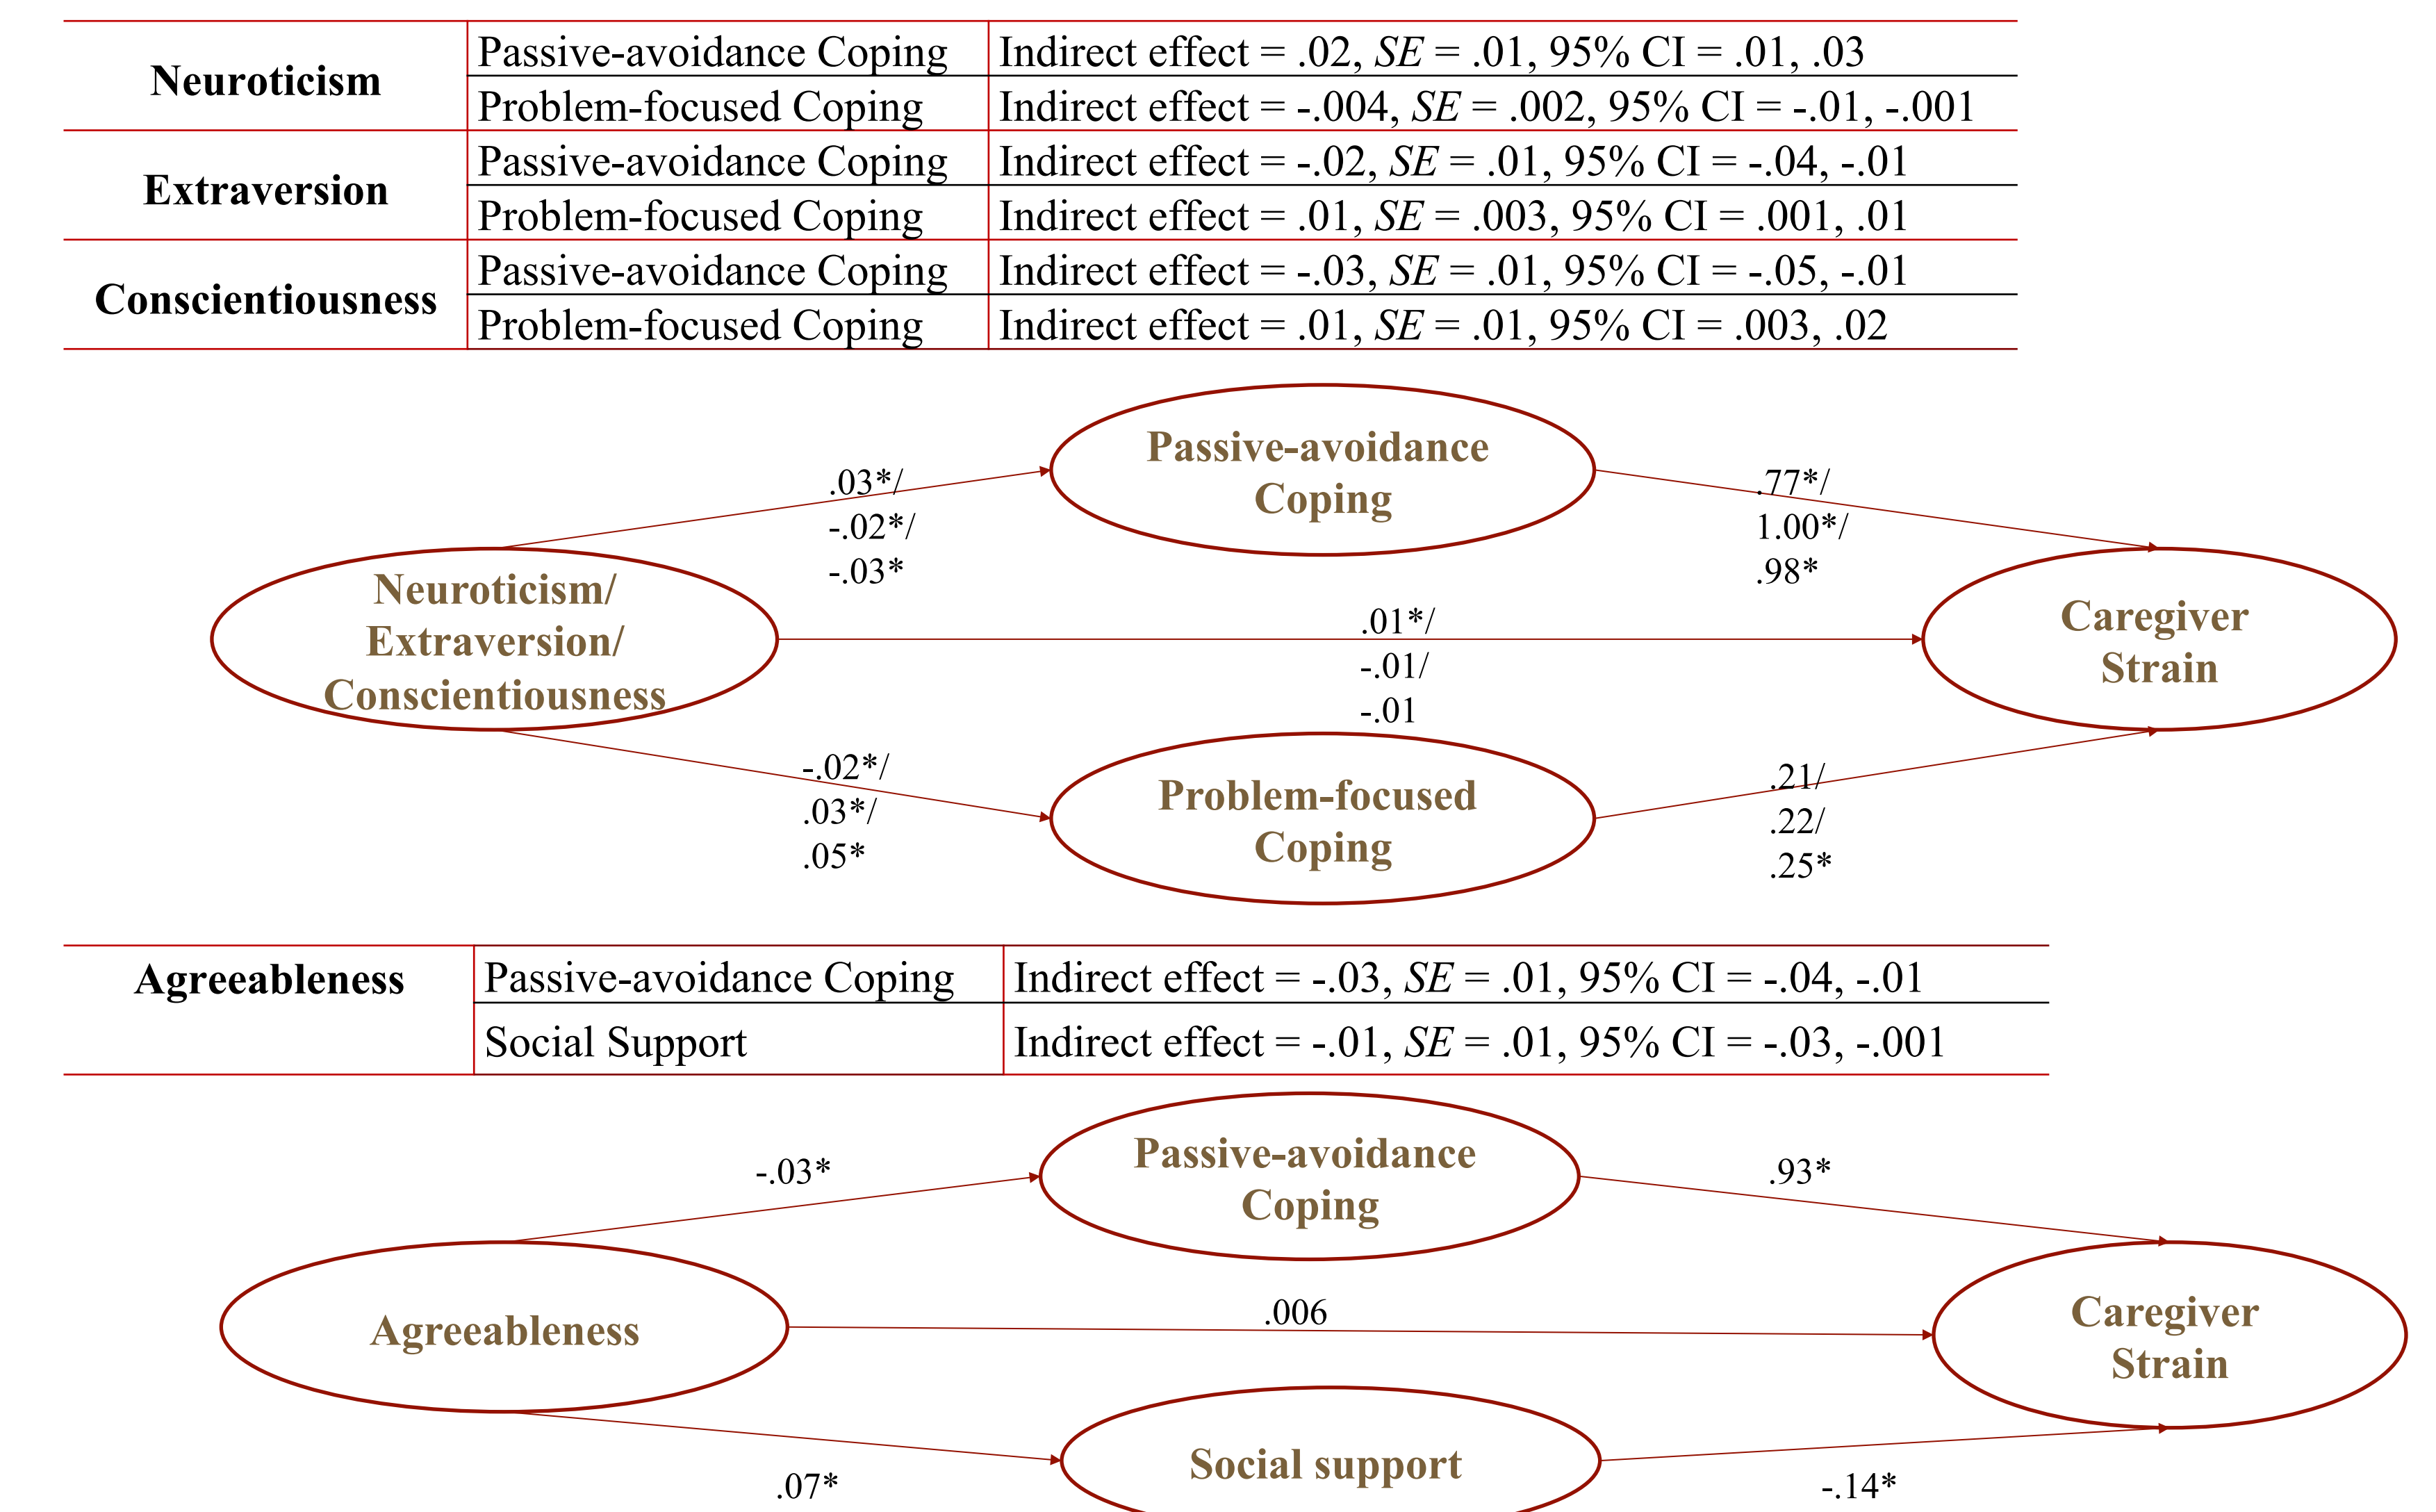 Neuroticism
Passive-avoidance Coping
Indirect effect = .02, SE = .01, 95% CI = .01, .03
Problem-focused Coping
Indirect effect = -.004, SE = .002, 95% CI = -.01, -.001
Extraversion
Passive-avoidance Coping
Indirect effect = -.02, SE = .01, 95% CI = -.04, -.01
Problem-focused Coping
Indirect effect = .01, SE = .003, 95% CI = .001, .01
Conscientiousness
Passive-avoidance Coping
Indirect effect = -.03, SE = .01, 95% CI = -.05, -.01
Problem-focused Coping
Indirect effect = .01, SE = .01, 95% CI = .003, .02
Passive-avoidance
Coping
.03*/
-.02*/
-.03*
.77*/
1.00*/
.98*
Neuroticism/
Extraversion/
Conscientiousness
.01*/
-.01/
-.01
Caregiver
Strain
-.02*/
.03*/
.05*
Problem-focused
Coping
.21/
.22/
.25*
Agreeableness
Passive-avoidance Coping
Indirect effect = -.03, SE = .01, 95% CI = -.04, -.01
Social Support
Indirect effect = -.01, SE = .01, 95% CI = -.03, -.001
Passive-avoidance
Coping
-.03*
.93*
Agreeableness
.006
Caregiver
Strain
Social support
.07*
-.14*